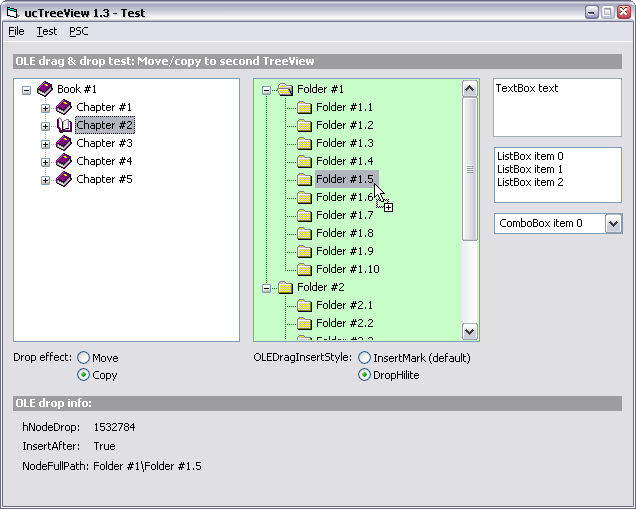 ucTreeView 1.3 - Test
File Test PSC
OLE drag & drop test: Move/copy to second TreeView
Book #1
Chapter #1
Chapter #2
Chapter #3
Chapter #4
Chapter #5
Folder #1
Folder #1.1
Folder #1.2
Folder #1.3
Folder #1.4
Folder #1.5
Folder #1.6
Folder #1.7
Folder #1.8
Folder #1.9
Folder #1.10
Folder #2
Folder #2.1
Folder #2.2
Folder #2.3
TextBox text
ListBox item 0
ListBox item 1
ListBox item 2
ComboBox item 0
Drop effect: Move
Copy
OLEDragInsertStyle: InsertMark (default)
DropHilite
OLE drop info:
hNodeDrop: 1532784
InsertAfter: True
NodeFullPath: Folder #1\Folder #1.5